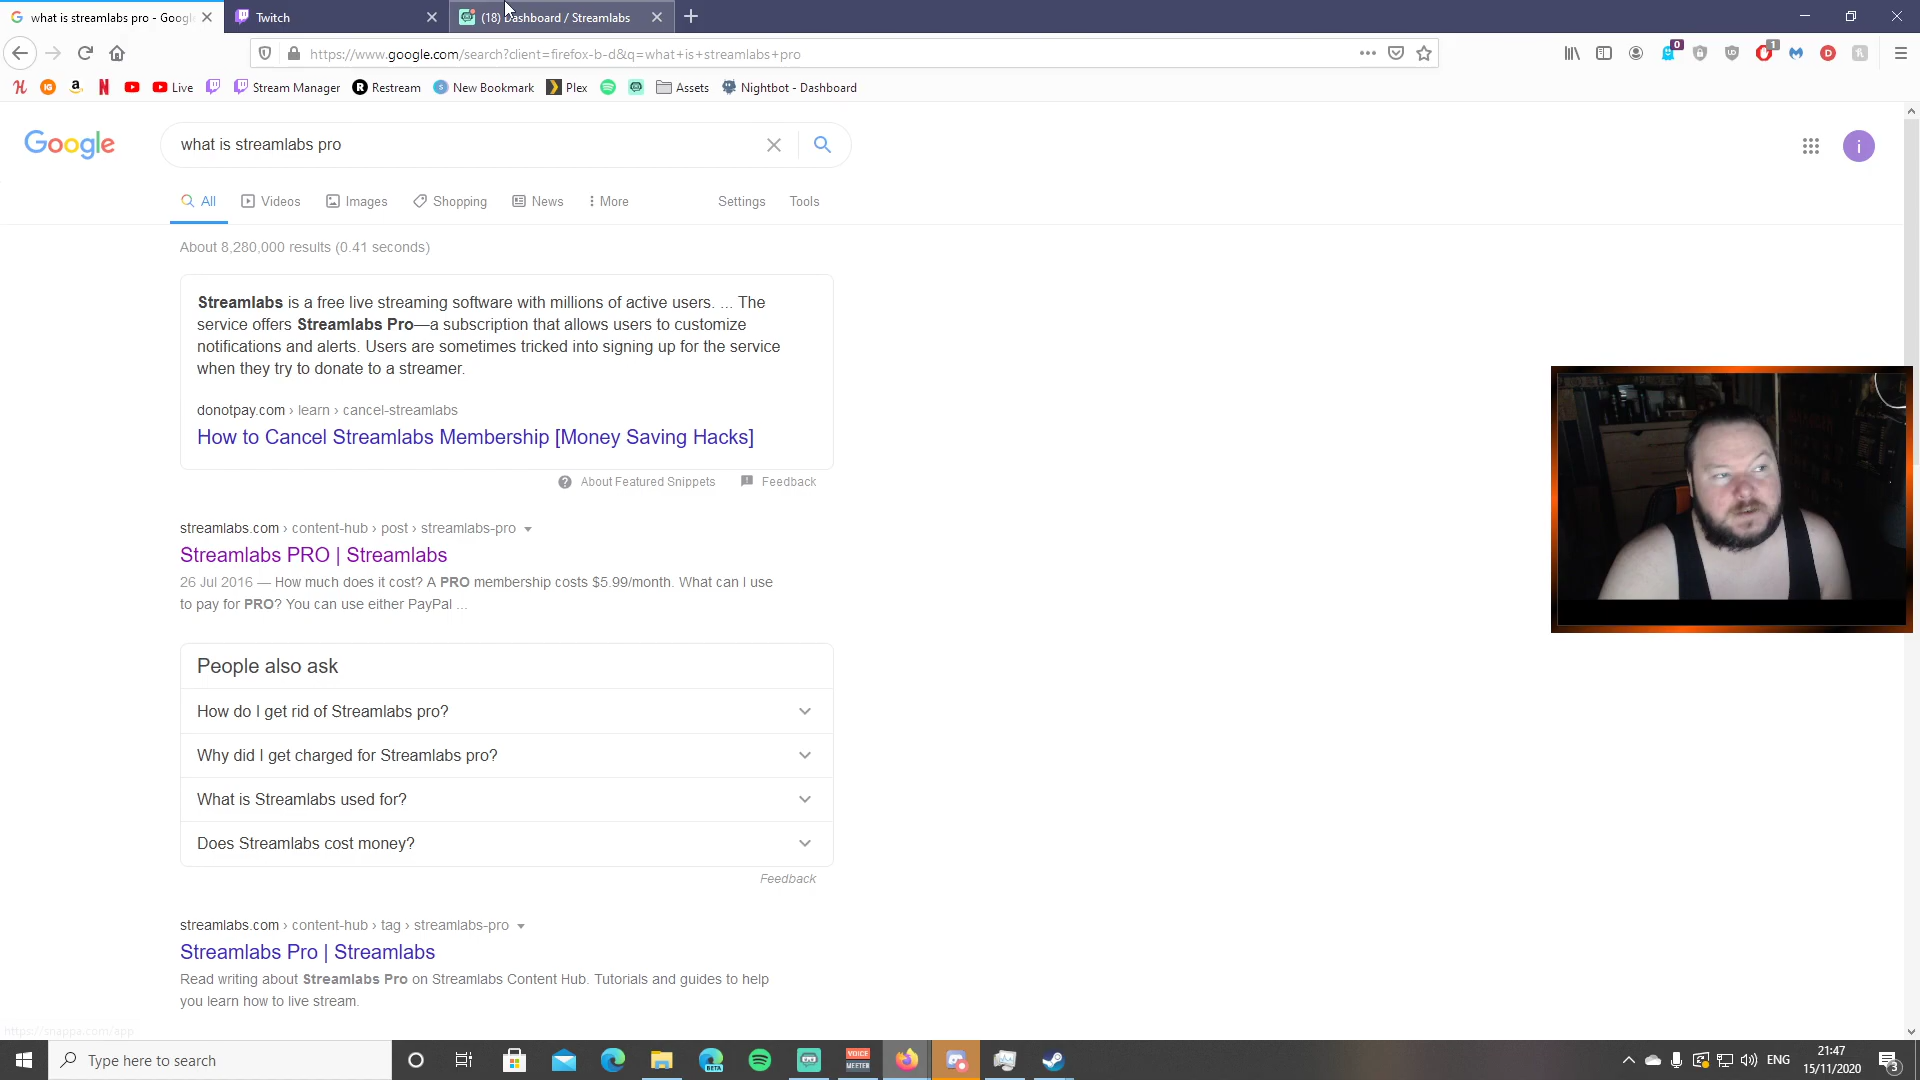 what is streamlabs pro - Googl
Twitch
(18) Dashboard / Streamlabs
https://www.google.com/search?client=firefox-b-d&q=what+is+streamlabs+pro
0
1
D
Live
Stream Manager
Restream
New Bookmark
Plex
Assets
Nightbot - Dashboard
Google
what is streamlabs pro
i
All
Videos
Images
Shopping
News
More
Settings
Tools
About 8,280,000 results (0.41 seconds)
Streamlabs is a free live streaming software with millions of active users. ... The
service offers Streamlabs Pro—a subscription that allows users to customize
notifications and alerts. Users are sometimes tricked into signing up for the service
when they try to donate to a streamer.
donotpay.com › learn › cancel-streamlabs
How to Cancel Streamlabs Membership [Money Saving Hacks]
About Featured Snippets
Feedback
streamlabs.com › content-hub › post › streamlabs-pro
Streamlabs PRO | Streamlabs
26 Jul 2016 — How much does it cost? A PRO membership costs $5.99/month. What can I use
to pay for PRO? You can use either PayPal ...
People also ask
How do I get rid of Streamlabs pro?
Why did I get charged for Streamlabs pro?
What is Streamlabs used for?
Does Streamlabs cost money?
Feedback
streamlabs.com › content-hub › tag › streamlabs-pro
Streamlabs Pro | Streamlabs
Read writing about Streamlabs Pro on Streamlabs Content Hub. Tutorials and guides to help
you learn how to live stream.
https://snappa.com/app
Type here to search
BETA
VOICE
MEETER
ENG
21:47
15/11/2020
3